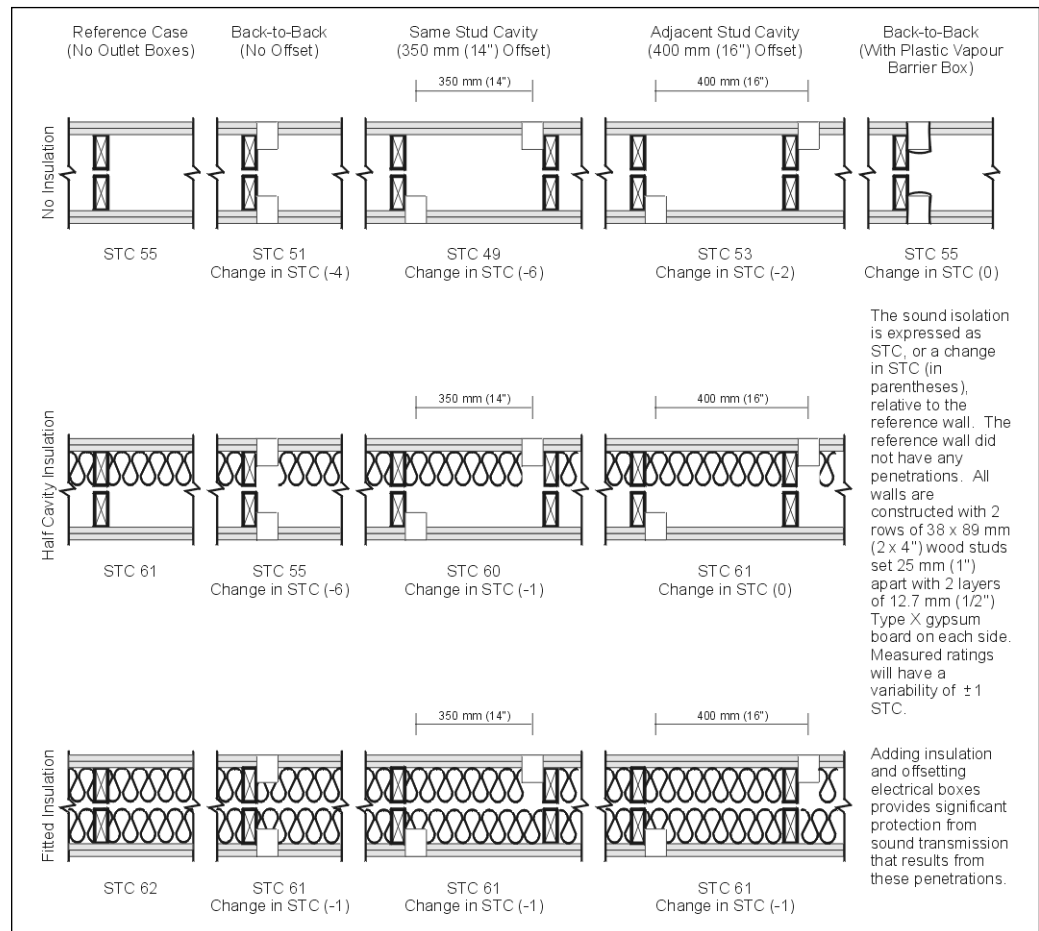 Reference Case
(No Outlet Boxes)
Back-to-Back
(No Offset)
Same Stud Cavity
(350 mm (14") Offset)
Adjacent Stud Cavity
(400 mm (16") Offset)
Back-to-Back
(With Plastic Vapour
Barrier Box)
350 mm (14")
400 mm (16")
No Insulation
STC 55
STC 51
Change in STC (-4)
STC 49
Change in STC (-6)
STC 53
Change in STC (-2)
STC 55
Change in STC (0)
350 mm (14")
400 mm (16")
Half Cavity Insulation
STC 61
STC 55
Change in STC (-6)
STC 60
Change in STC (-1)
STC 61
Change in STC (0)
The sound isolation
is expressed as
STC, or a change
in STC (in
parentheses),
relative to the
reference wall. The
reference wall did
not have any
penetrations. All
walls are
constructed with 2
rows of 38 x 89 mm
(2 x 4") wood studs
set 25 mm (1")
apart with 2 layers
of 12.7 mm (1/2")
Type X gypsum
board on each side.
Measured ratings
will have a
variability of ±1
STC.
350 mm (14")
400 mm (16")
Fitted Insulation
STC 62
STC 61
Change in STC (-1)
STC 61
Change in STC (-1)
STC 61
Change in STC (-1)
Adding insulation
and offsetting
electrical boxes
provides significant
protection from
sound transmission
that results from
these penetrations.